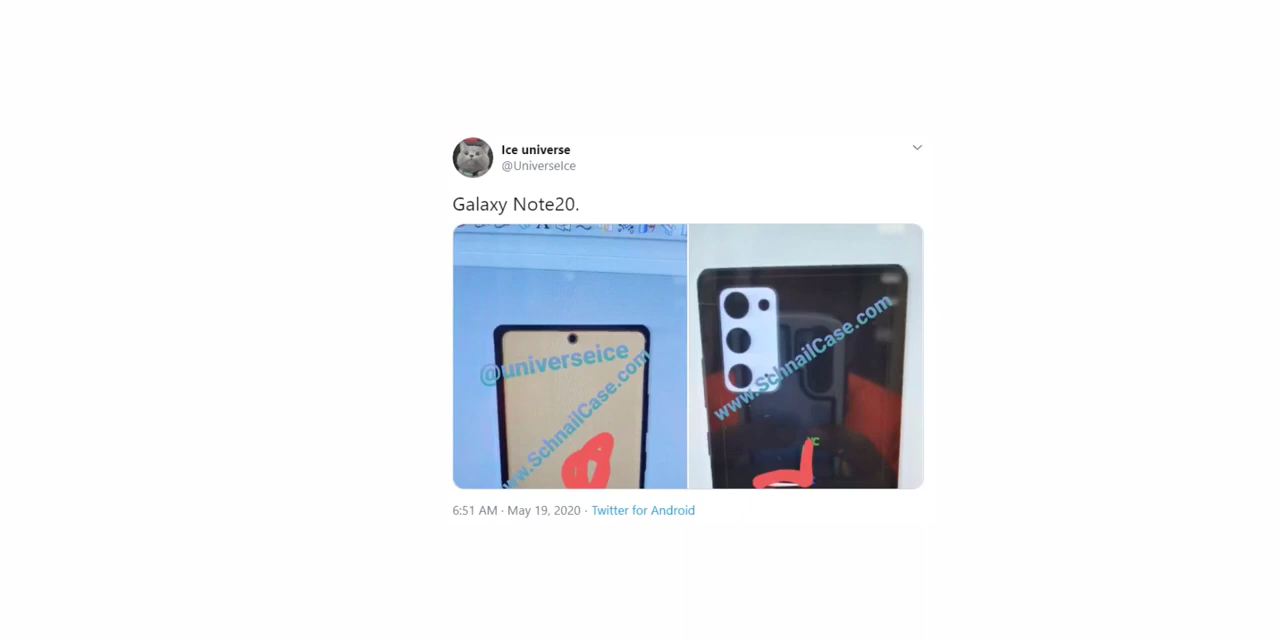 Ice universe
@UniverseIce
Galaxy Note20.
@universeice
www.SchnailCase.com
www.SchnailCase.com
6:51 AM · May 19, 2020 · Twitter for Android